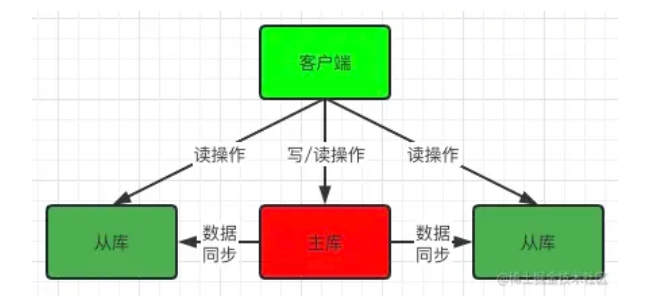 客户端
读操作
写/读操作
读操作
从库
数据
同步
主库
数据
同步
从库
@稀土掘金技术社区